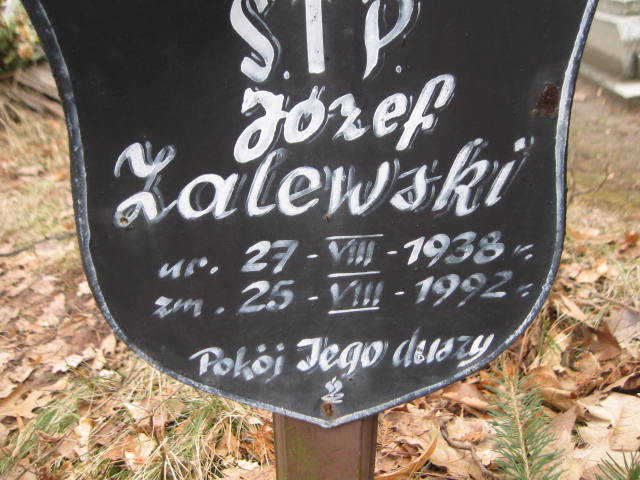 Ś.†P.
Józef
Zalewski
ur. 27-VIII-1938 r.
zm. 25-VIII-1992 r.
Pokój Jego duszy